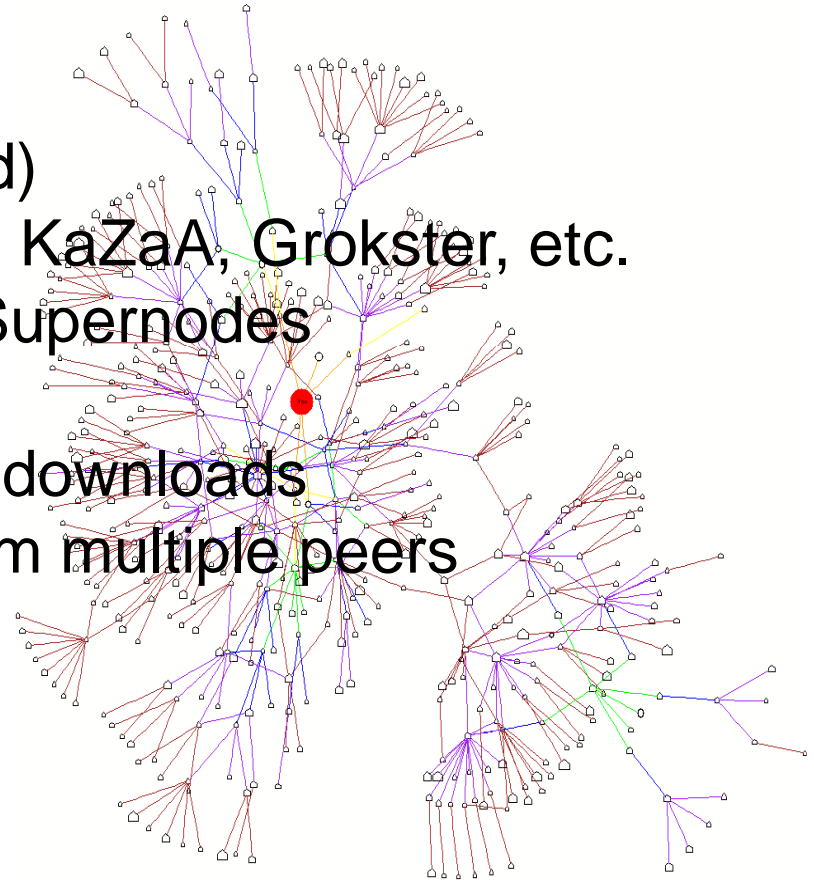 d)
KaZaA, Grokster, etc.
Supernodes
downloads
m multiple peers